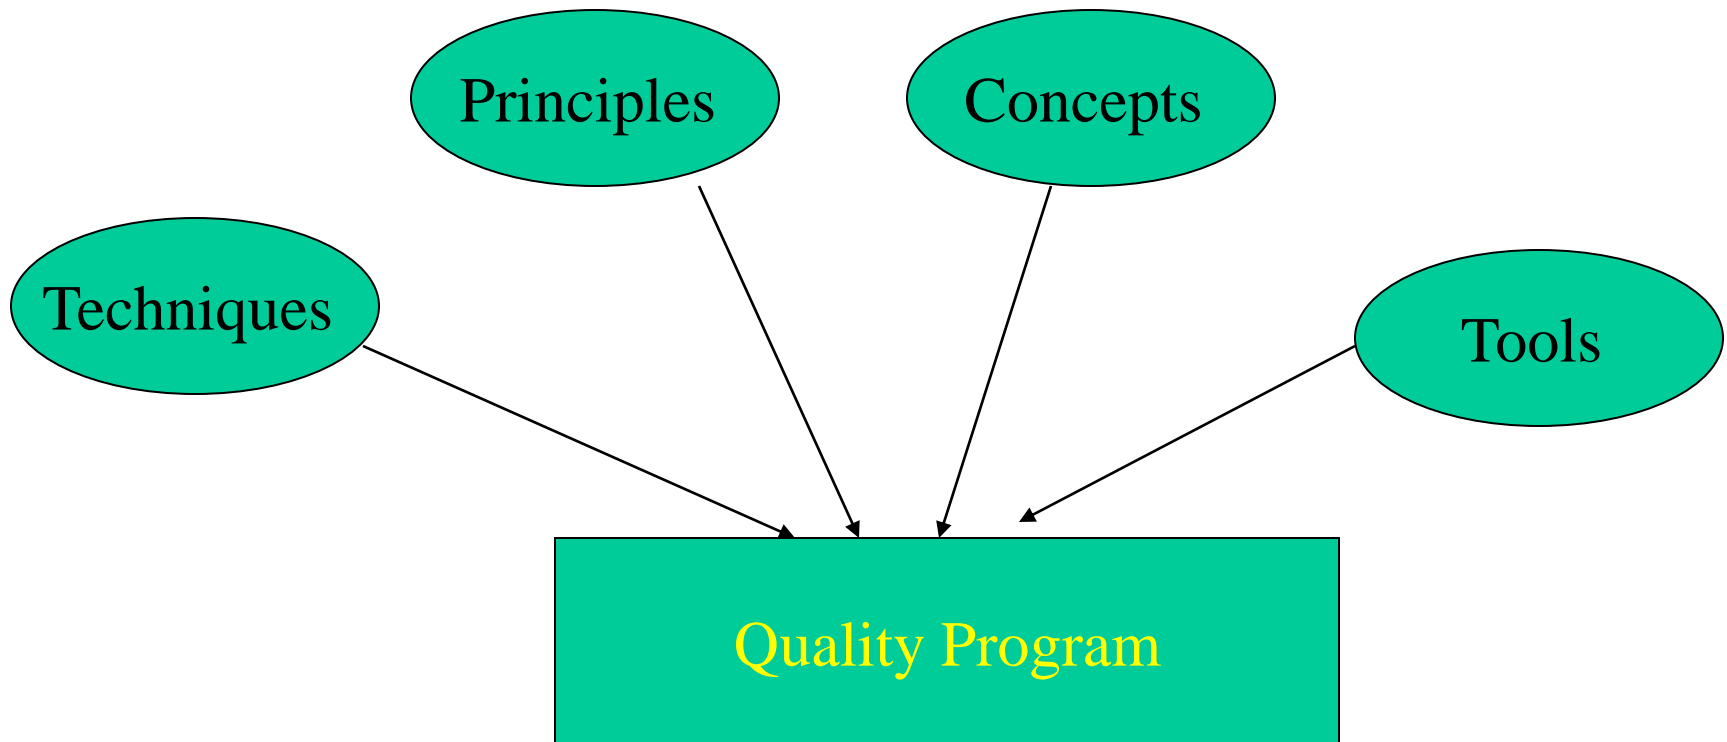 Principles
Concepts
Techniques
Tools
Quality Program